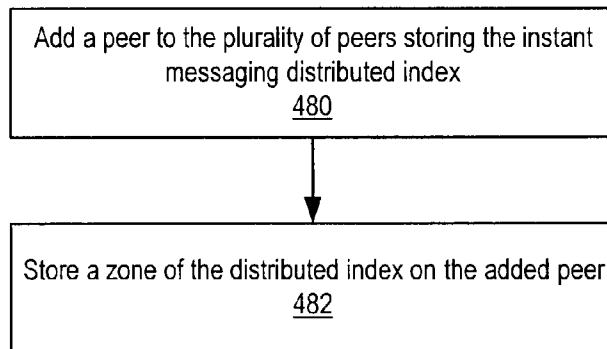 Add a peer to the plurality of peers storing the instant
messaging distributed index
480
Store a zone of the distributed index on the added peer
482